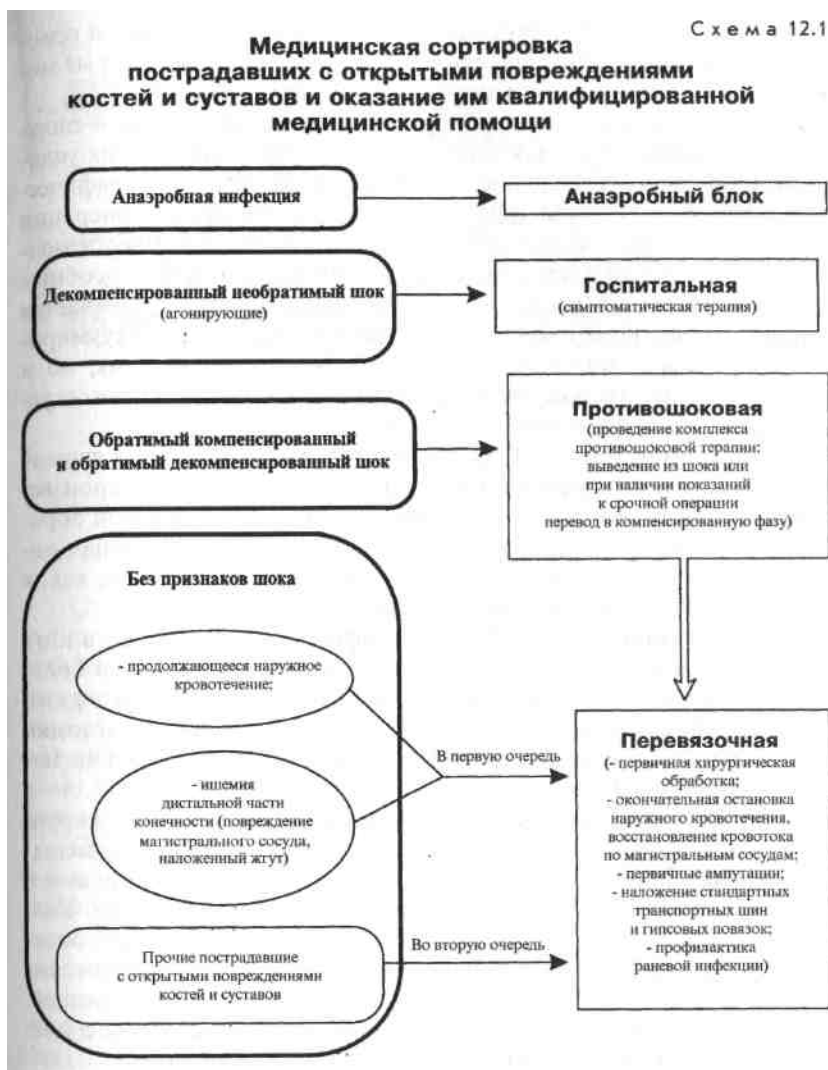 Схема 12.1
Медицинская сортировка
пострадавших с открытыми повреждениями
костей и суставов и оказание им квалифицированной
медицинской помощи
Анаэробная инфекция
Анаэробный блок
Декомпенсированный необратимый шок
(агонирующие)
Госпитальная
(симптоматическая терапия)
Обратимый компенсированный
и обратимый декомпенсированный шок
Противошоковая
(проведение комплекса
противошоковой терапии;
выведение из шока или
при наличии показаний
к срочной операции
перевод в компенсированную фазу)
Без признаков шока
- продолжающееся наружное
кровотечение;
- ишемия
дистальной части
конечности (повреждение
магистрального сосуда,
наложенный жгут)
В первую очередь
Прочие пострадавшие
с открытыми повреждениями
костей и суставов
Во вторую очередь
Перевязочная
(- первичная хирургическая
обработка;
- окончательная остановка
наружного кровотечения,
восстановление кровотока
по магистральным сосудам;
- первичные ампутации;
- наложение стандартных
транспортных шин
и гипсовых повязок;
- профилактика
раневой инфекции)